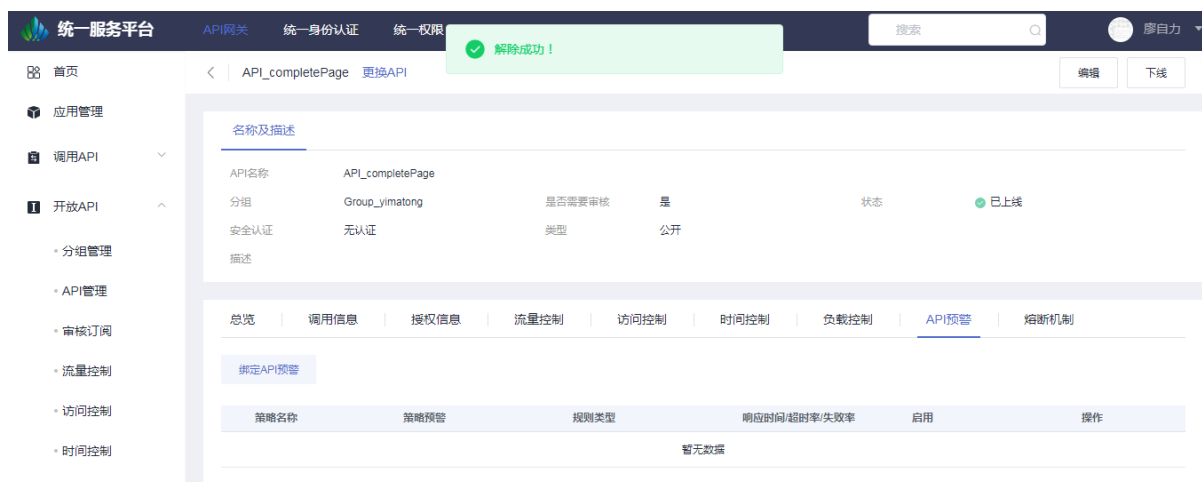 统一服务平台 API网关 统一身份认证 统一权限 搜索 廖自力
解除成功！
首页
应用管理
调用API
开放API
分组管理
API管理
审核订阅
流量控制
访问控制
时间控制
API_completePage 更换API 编辑 下线
名称及描述
API名称 API_completePage
分组 Group_yimatong 是否需要审核 是 状态 已上线
安全认证 无认证 类型 公开
描述
总览 调用信息 授权信息 流量控制 访问控制 时间控制 负载控制 API预警 熔断机制
绑定API预警
策略名称 策略预警 规则类型 响应时间/超时率/失败率 启用 操作
暂无数据